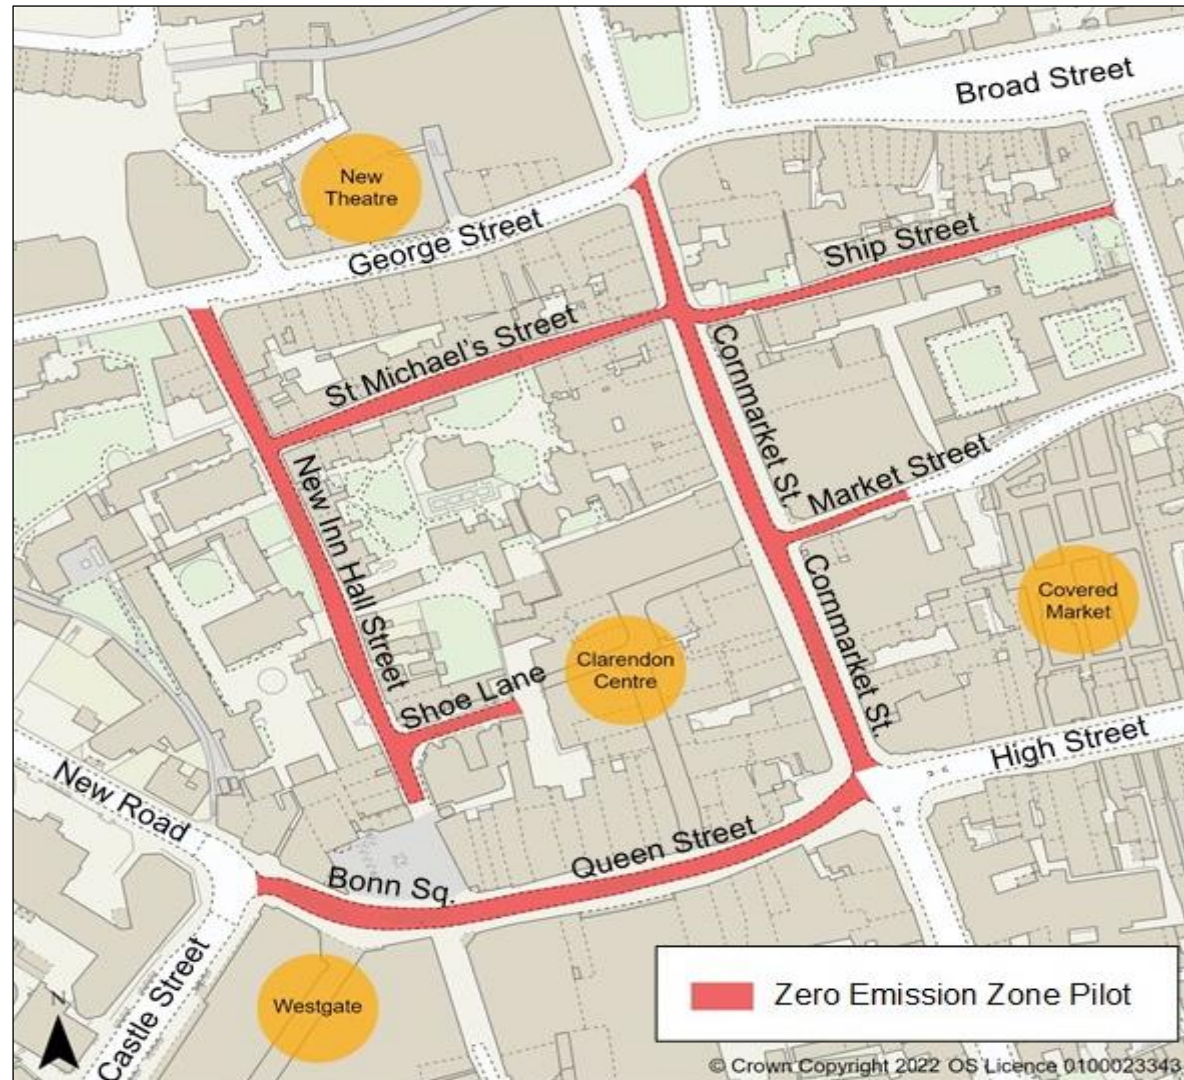 Broad Street
New
Theatre
George Street
Ship Street
St Michael's Street
Cornmarket St.
Market Street
New Inn Hall Street
Cornmarket St.
Covered
Market
Clarendon
Centre
Shoe Lane
High Street
New Road
Queen Street
Bonn Sq.
Castle Street
Westgate
N
Zero Emission Zone Pilot
© Crown Copyright 2022 OS Licence 0100023343